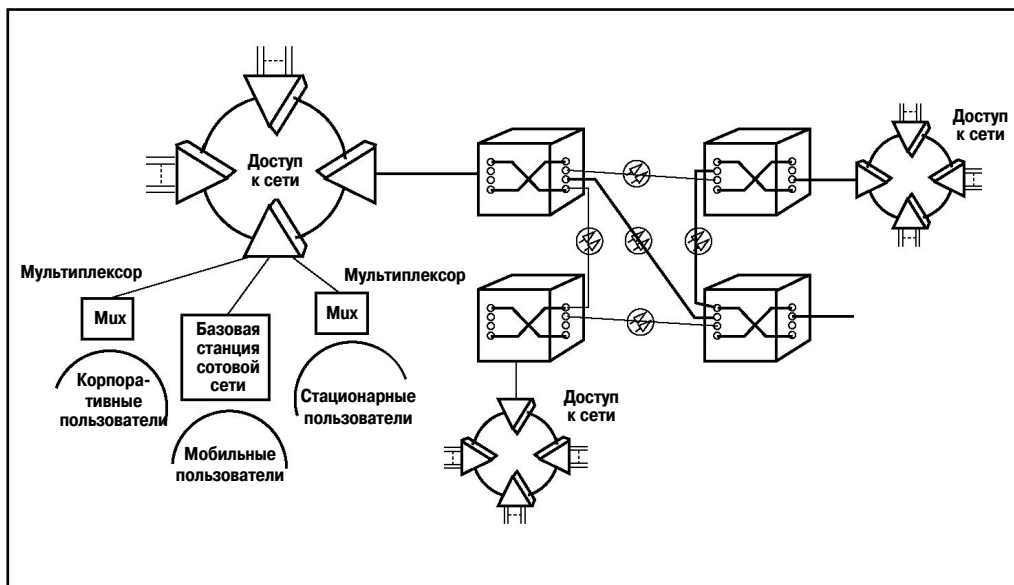 Доступ
к сети
Доступ
к сети
Мультиплексор
Мультиплексор
Mux
Mux
Базовая
станция
сотовой
сети
Корпора-
тивные
пользователи
Стационарные
пользователи
Мобильные
пользователи
Доступ
к сети